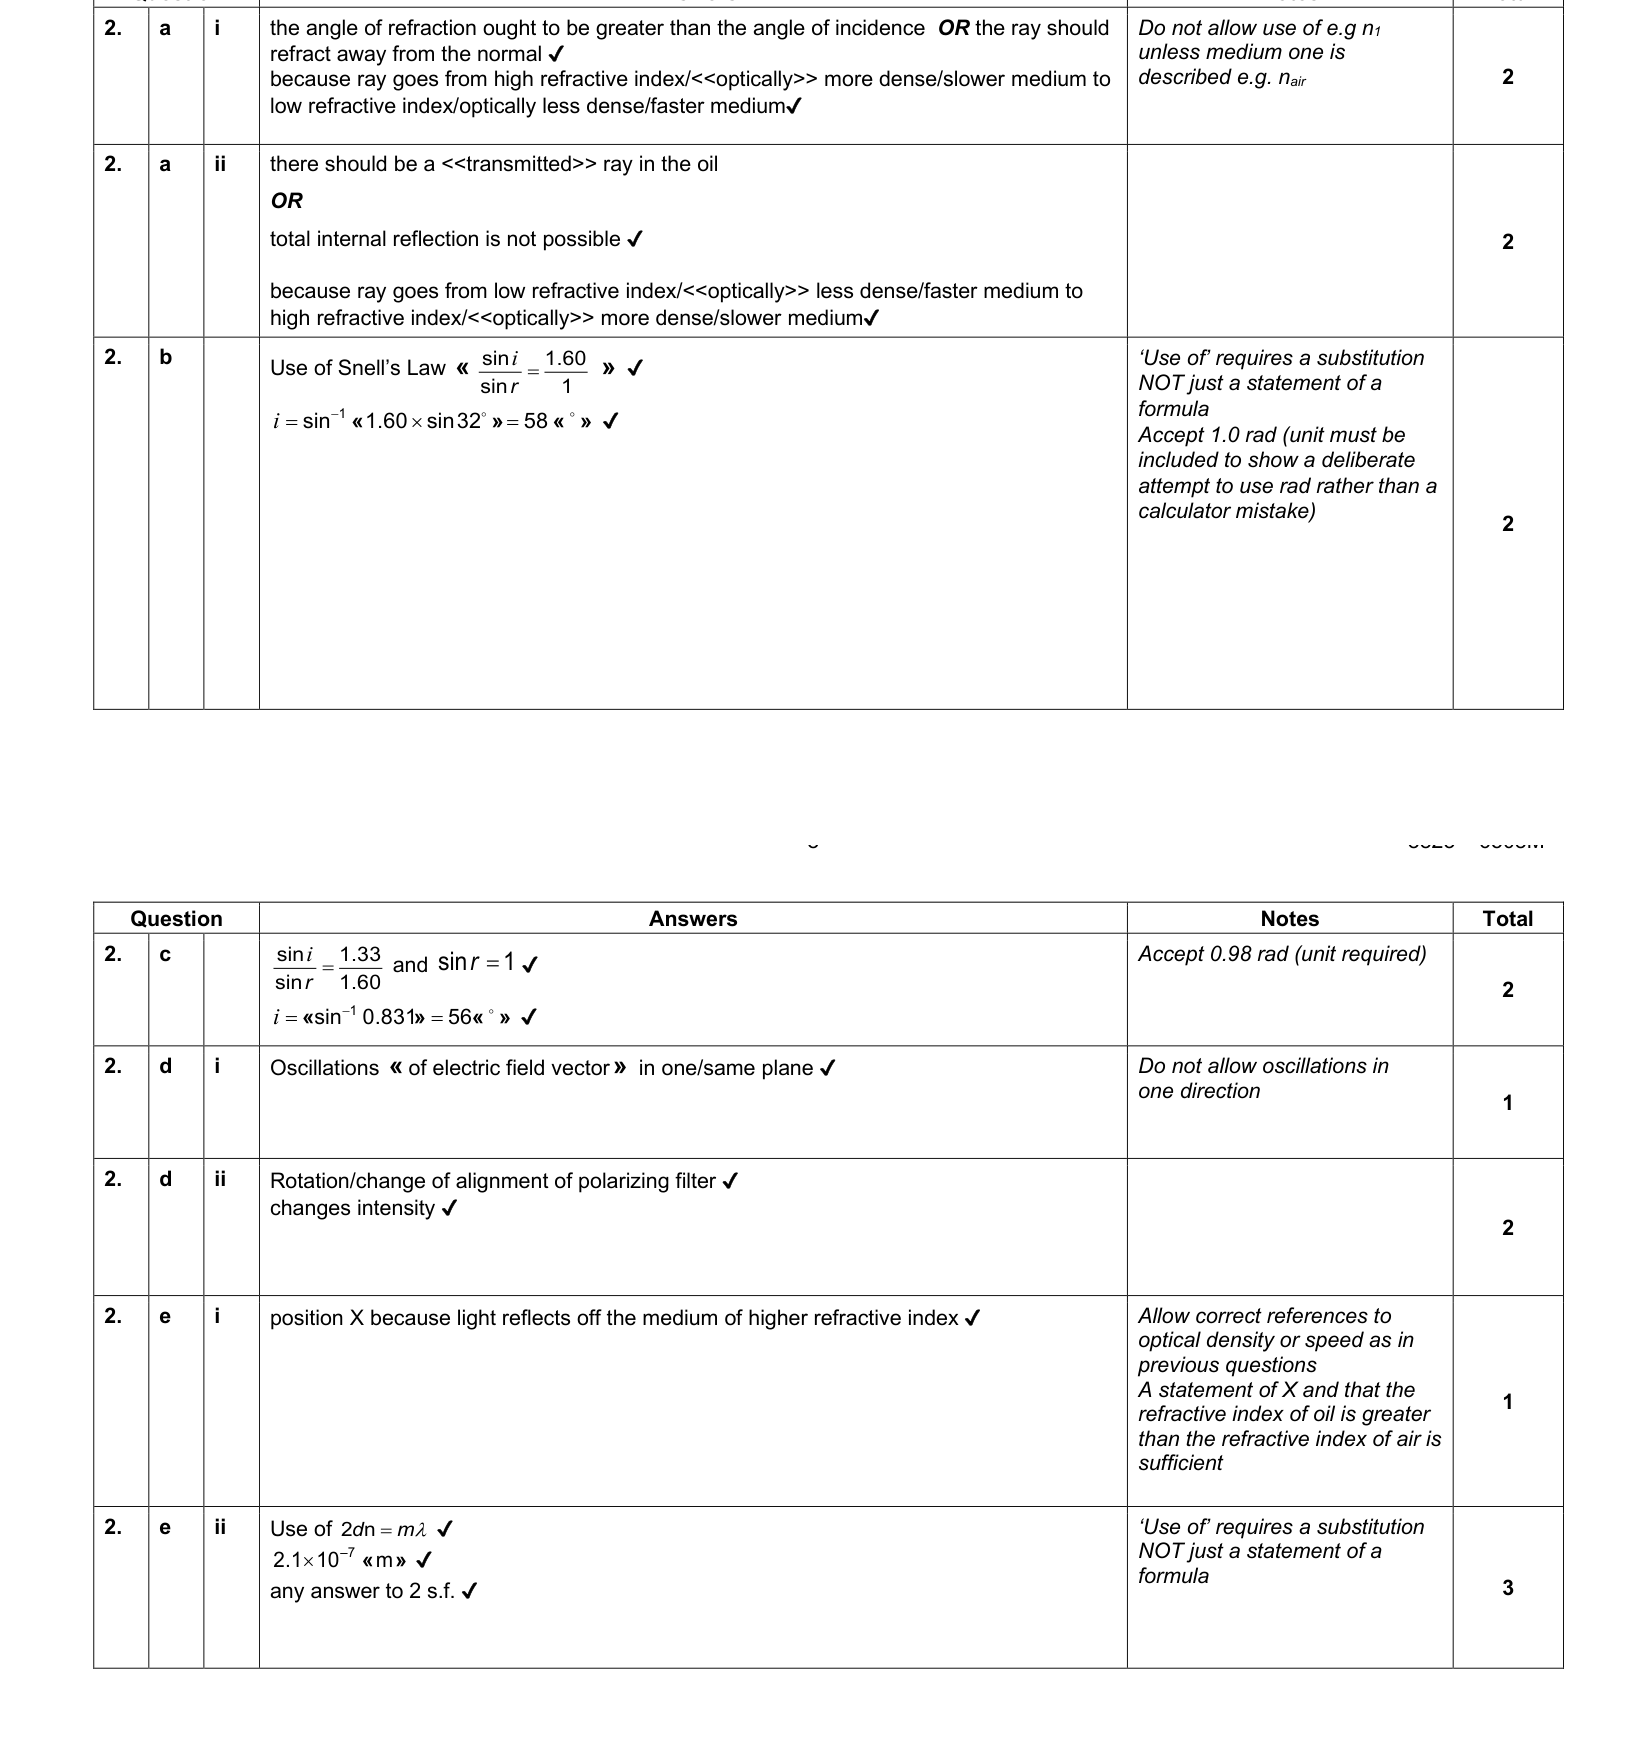 2. a i the angle of refraction ought to be greater than the angle of incidence OR the ray should
refract away from the normal ✓
because ray goes from high refractive index/<<optically>> more dense/slower medium to
low refractive index/optically less dense/faster medium✓
Do not allow use of e.g n₁
unless medium one is
described e.g. nₐᵢᵣ
2
2. a ii there should be a <<transmitted>> ray in the oil
OR
total internal reflection is not possible ✓
because ray goes from low refractive index/<<optically>> less dense/faster medium to
high refractive index/<<optically>> more dense/slower medium✓
2
2. b Use of Snell's Law « sin i / sin r = 1.60 / 1 » ✓
i = sin⁻¹ «1.60 × sin 32° » = 58 « ° » ✓
'Use of' requires a substitution
NOT just a statement of a
formula
Accept 1.0 rad (unit must be
included to show a deliberate
attempt to use rad rather than a
calculator mistake)
2
Question Answers Notes Total
2. c sin i / sin r = 1.33 / 1.60 and sin r = 1 ✓
i = «sin⁻¹ 0.831» = 56« ° » ✓
Accept 0.98 rad (unit required)
2
2. d i Oscillations « of electric field vector» in one/same plane ✓
Do not allow oscillations in
one direction
1
2. d ii Rotation/change of alignment of polarizing filter ✓
changes intensity ✓
2
2. e i position X because light reflects off the medium of higher refractive index ✓
Allow correct references to
optical density or speed as in
previous questions
A statement of X and that the
refractive index of oil is greater
than the refractive index of air is
sufficient
1
2. e ii Use of 2dn = mλ ✓
2.1×10⁻⁷ «m» ✓
any answer to 2 s.f. ✓
'Use of' requires a substitution
NOT just a statement of a
formula
3